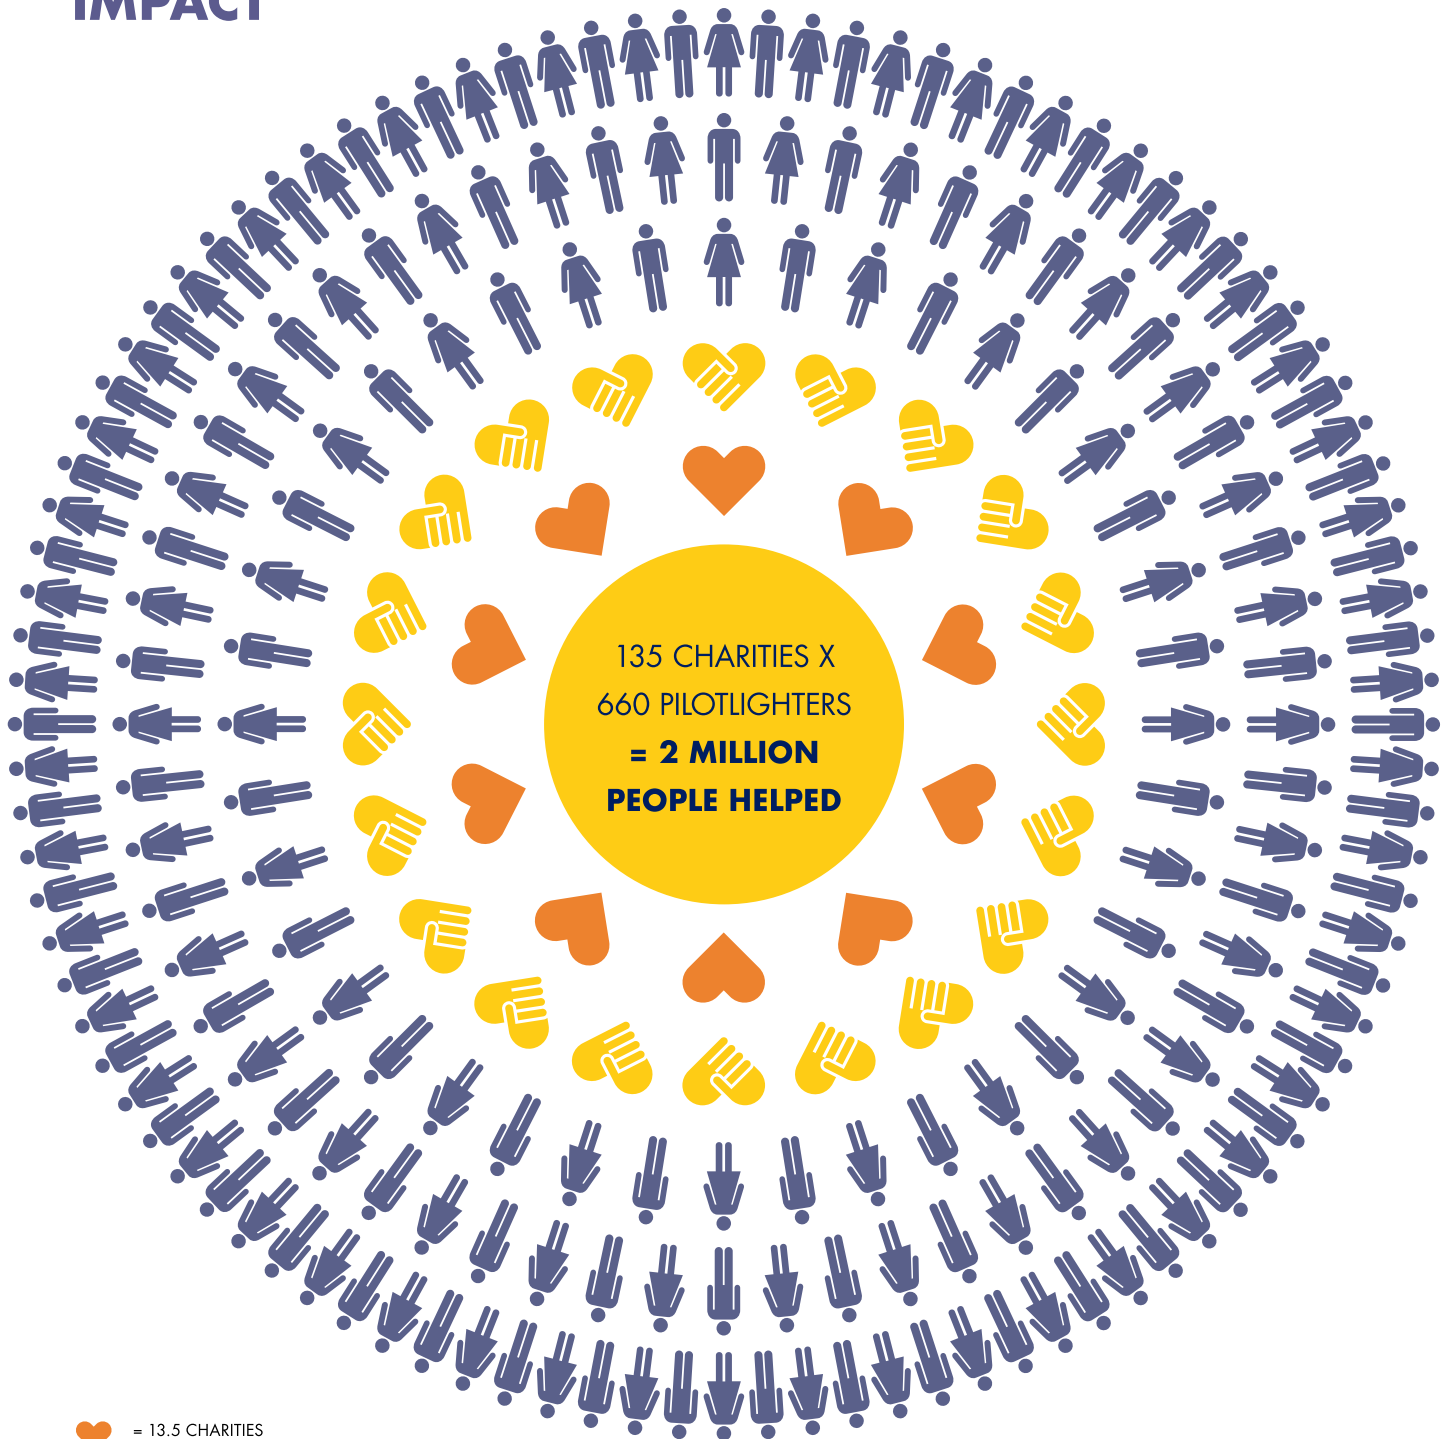 IMPACT
135 CHARITIES X
660 PILOTLIGHTERS
= 2 MILLION
PEOPLE HELPED
= 13.5 CHARITIES